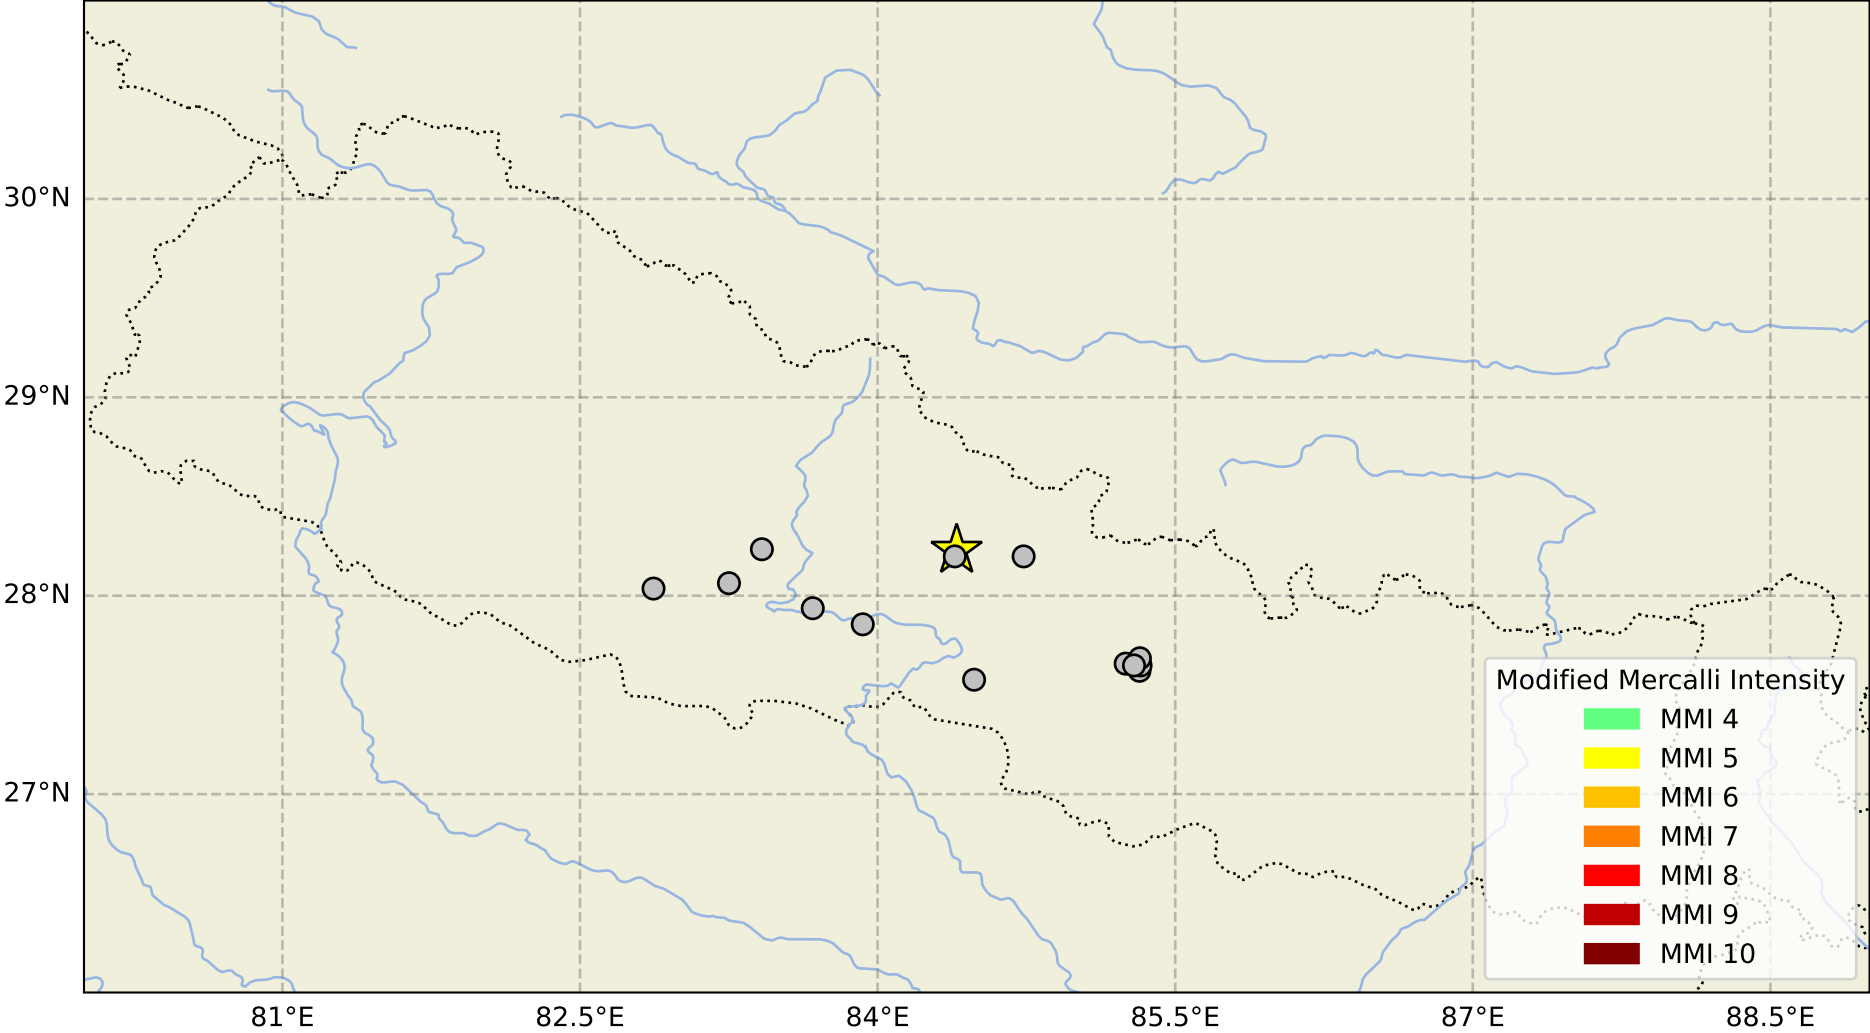 30°N
29°N
28°N
27°N
Modified Mercalli Intensity
MMI 4
MMI 5
MMI 6
MMI 7
MMI 8
MMI 9
MMI 10
81°E
82.5°E
84°E
85.5°E
87°E
88.5°E